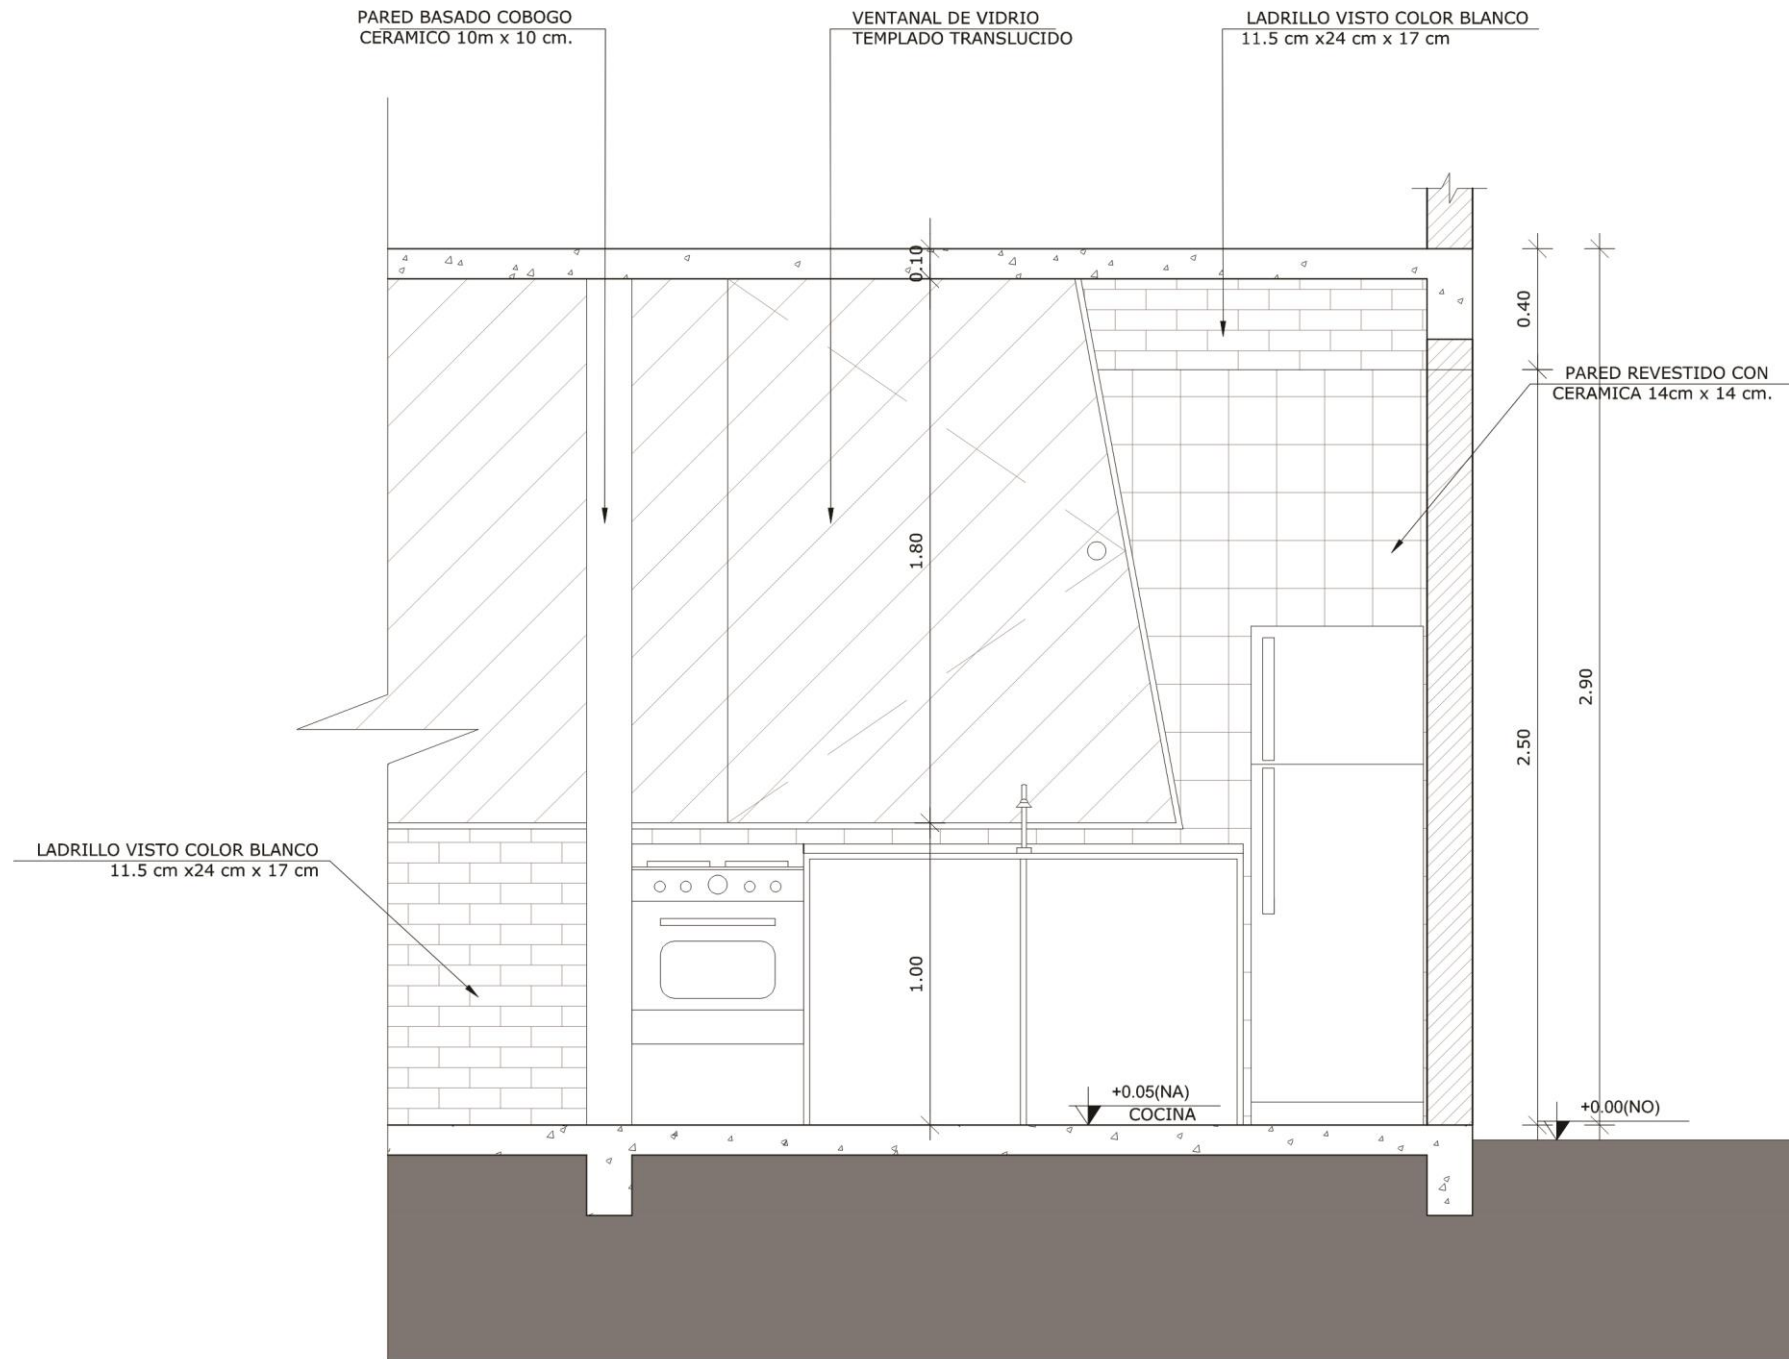 PARED BASADO COBOGO
CERAMICO 10m x 10 cm.
VENTANAL DE VIDRIO
TEMPLADO TRANSLUCIDO
LADRILLO VISTO COLOR BLANCO
11.5 cm x24 cm x 17 cm
0.10
0.40
PARED REVESTIDO CON
CERAMICA 14cm x 14 cm.
1.80
2.90
2.50
LADRILLO VISTO COLOR BLANCO
11.5 cm x24 cm x 17 cm
1.00
+0.05(NA)
COCINA
+0.00(NO)